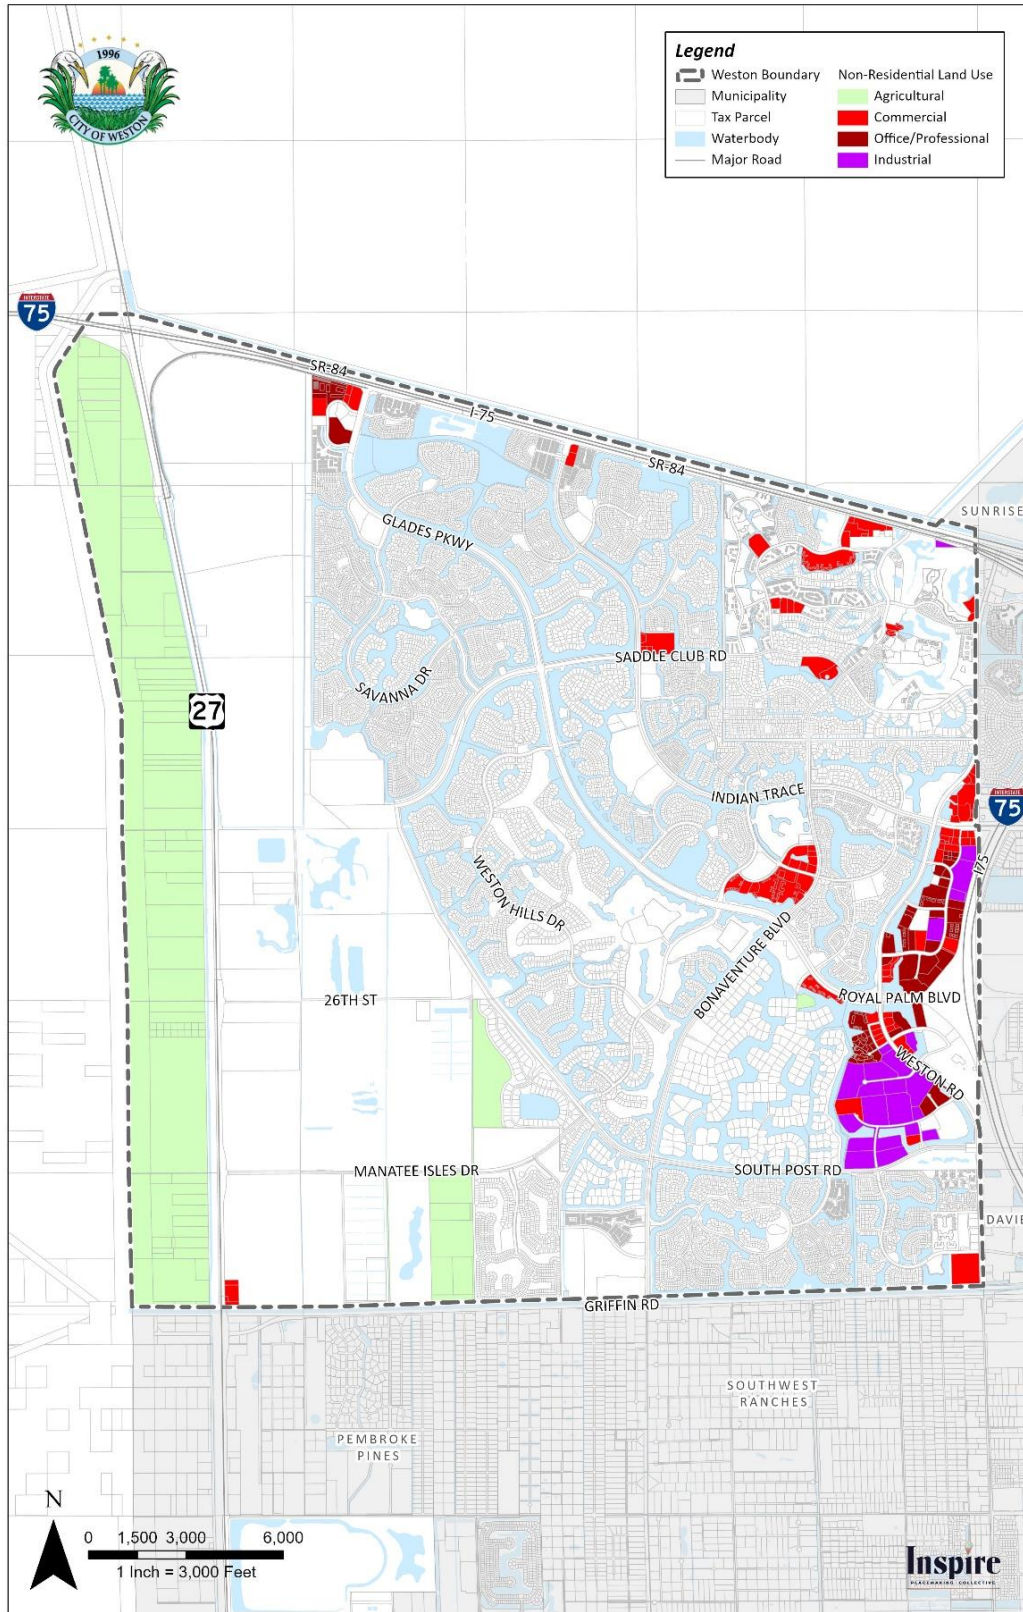 1996
CITY OF WESTON
Legend
Weston Boundary
Municipality
Tax Parcel
Waterbody
Major Road
Non-Residential Land Use
Agricultural
Commercial
Office/Professional
Industrial
INTERSTATE
75
SR-84
I-75
SR-84
SUNRISE
GLADES PKWY
SADDLE CLUB RD
SAVANNA DR
27
INDIAN TRACE
INTERSTATE
75
I-75
WESTON HILLS DR
BONAVENTURE BLVD
26TH ST
ROYAL PALM BLVD
WESTON RD
MANATEE ISLES DR
SOUTH POST RD
DAVIE
GRIFFIN RD
SOUTHWEST
RANCHES
PEMBROKE
PINES
N
0 1,500 3,000 6,000
1 Inch = 3,000 Feet
Inspire
PLACEMAKING COLLECTIVE